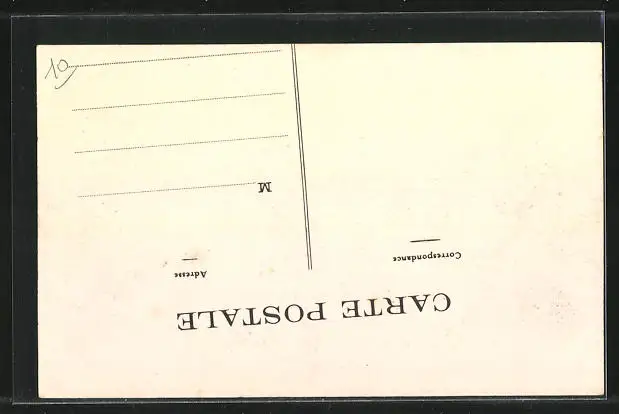 CARTE POSTALE
Correspondance
Adresse
M
10